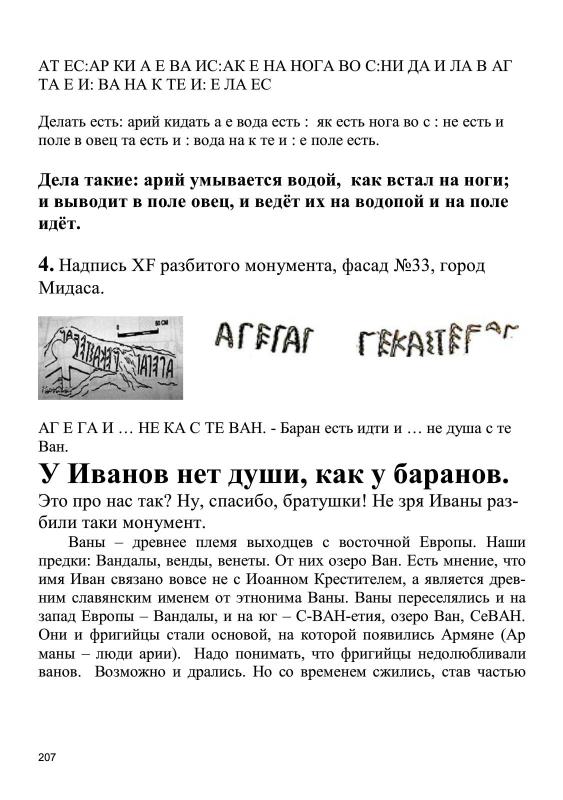 АТ ЕС:АР КИ А Е ВА ИС:АК Е НА НОГА ВО С:НИ ДА И ЛА В АГ
ТА Е И: ВА НА К ТЕ И: Е ЛА ЕС
Делать есть: арий кидать а е вода есть :  як есть нога во с : не есть и
поле в овец та есть и : вода на к те и : е поле есть.
Дела такие: арий умывается водой,  как встал на ноги;
и выводит в поле овец, и ведёт их на водопой и на поле
идёт.
4. Надпись XF разбитого монумента, фасад №33, город
Мидаса.
50 CM
АГ Е ГА И … НЕ КА С ТЕ ВАН. - Баран есть идти и … не душа с те
Ван.
У Иванов нет души, как у баранов.
Это про нас так? Ну, спасибо, братушки! Не зря Иваны раз-
били таки монумент.
Ваны – древнее племя выходцев с восточной Европы. Наши
предки: Вандалы, венды, венеты. От них озеро Ван. Есть мнение, что
имя Иван связано вовсе не с Иоанном Крестителем, а является древ-
ним славянским именем от этнонима Ваны. Ваны переселялись и на
запад Европы – Вандалы, и на юг – С-ВАН-етия, озеро Ван, СеВАН.
Они и фригийцы стали основой, на которой появились Армяне (Ар
маны – люди арии).  Надо понимать, что фригийцы недолюбливали
ванов.  Возможно и дрались. Но со временем сжились, став частью
207